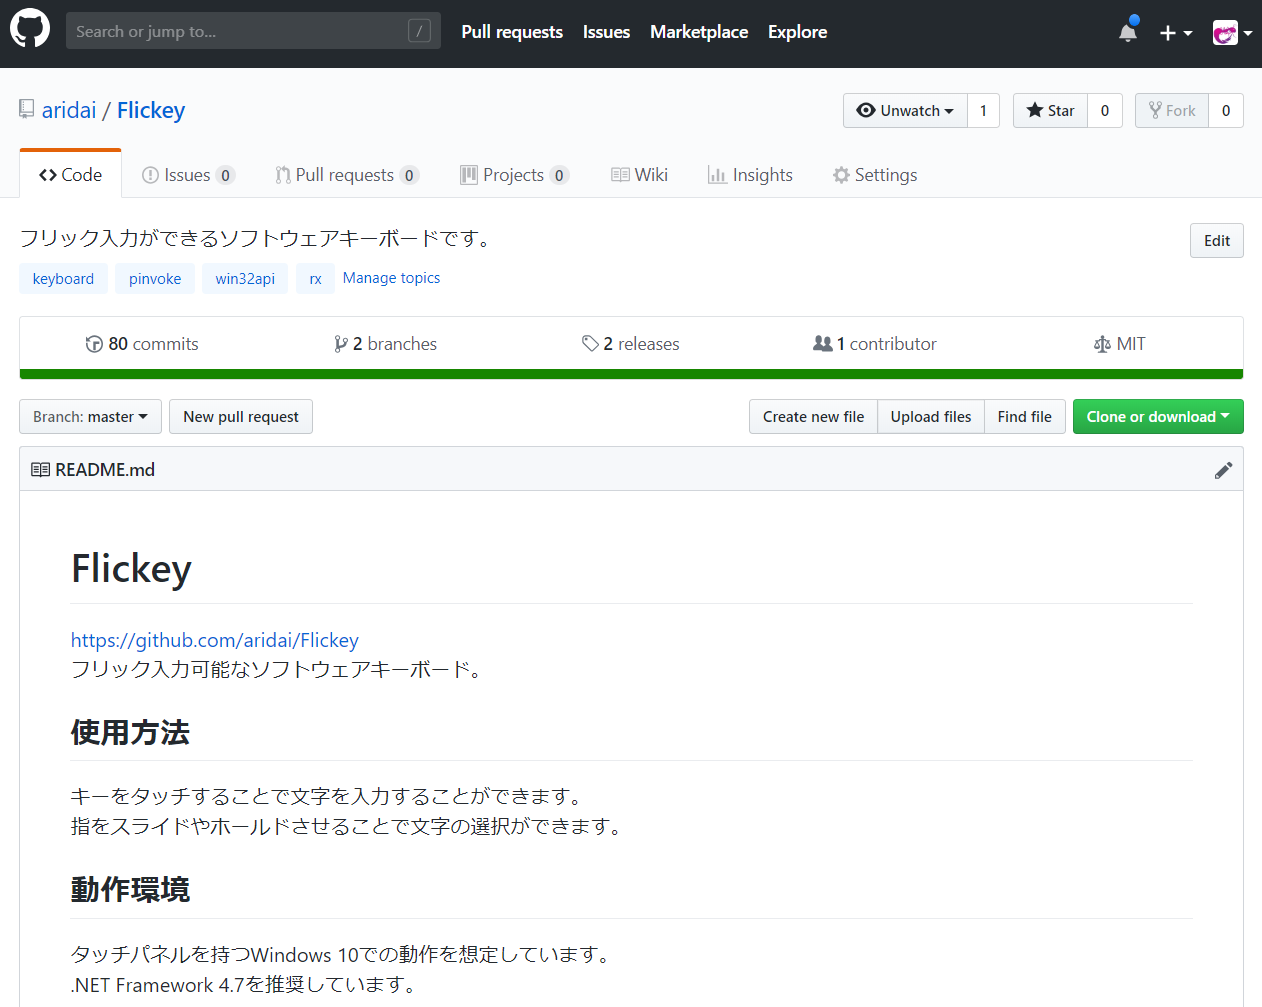 Search or jump to... /
Pull requests Issues Marketplace Explore
aridai / Flickey
Unwatch 1 Star 0 Fork 0
Code Issues 0 Pull requests 0 Projects 0 Wiki Insights Settings
フリック入力ができるソフトウェアキーボードです。
Edit
keyboard pinvoke win32api rx Manage topics
80 commits 2 branches 2 releases 1 contributor MIT
Branch: master New pull request Create new file Upload files Find file Clone or download
README.md
Flickey
https://github.com/aridai/Flickey
フリック入力可能なソフトウェアキーボード。
使用方法
キーをタッチすることで文字を入力することができます。
指をスライドやホールドさせることで文字の選択ができます。
動作環境
タッチパネルを持つWindows 10での動作を想定しています。
.NET Framework 4.7を推奨しています。